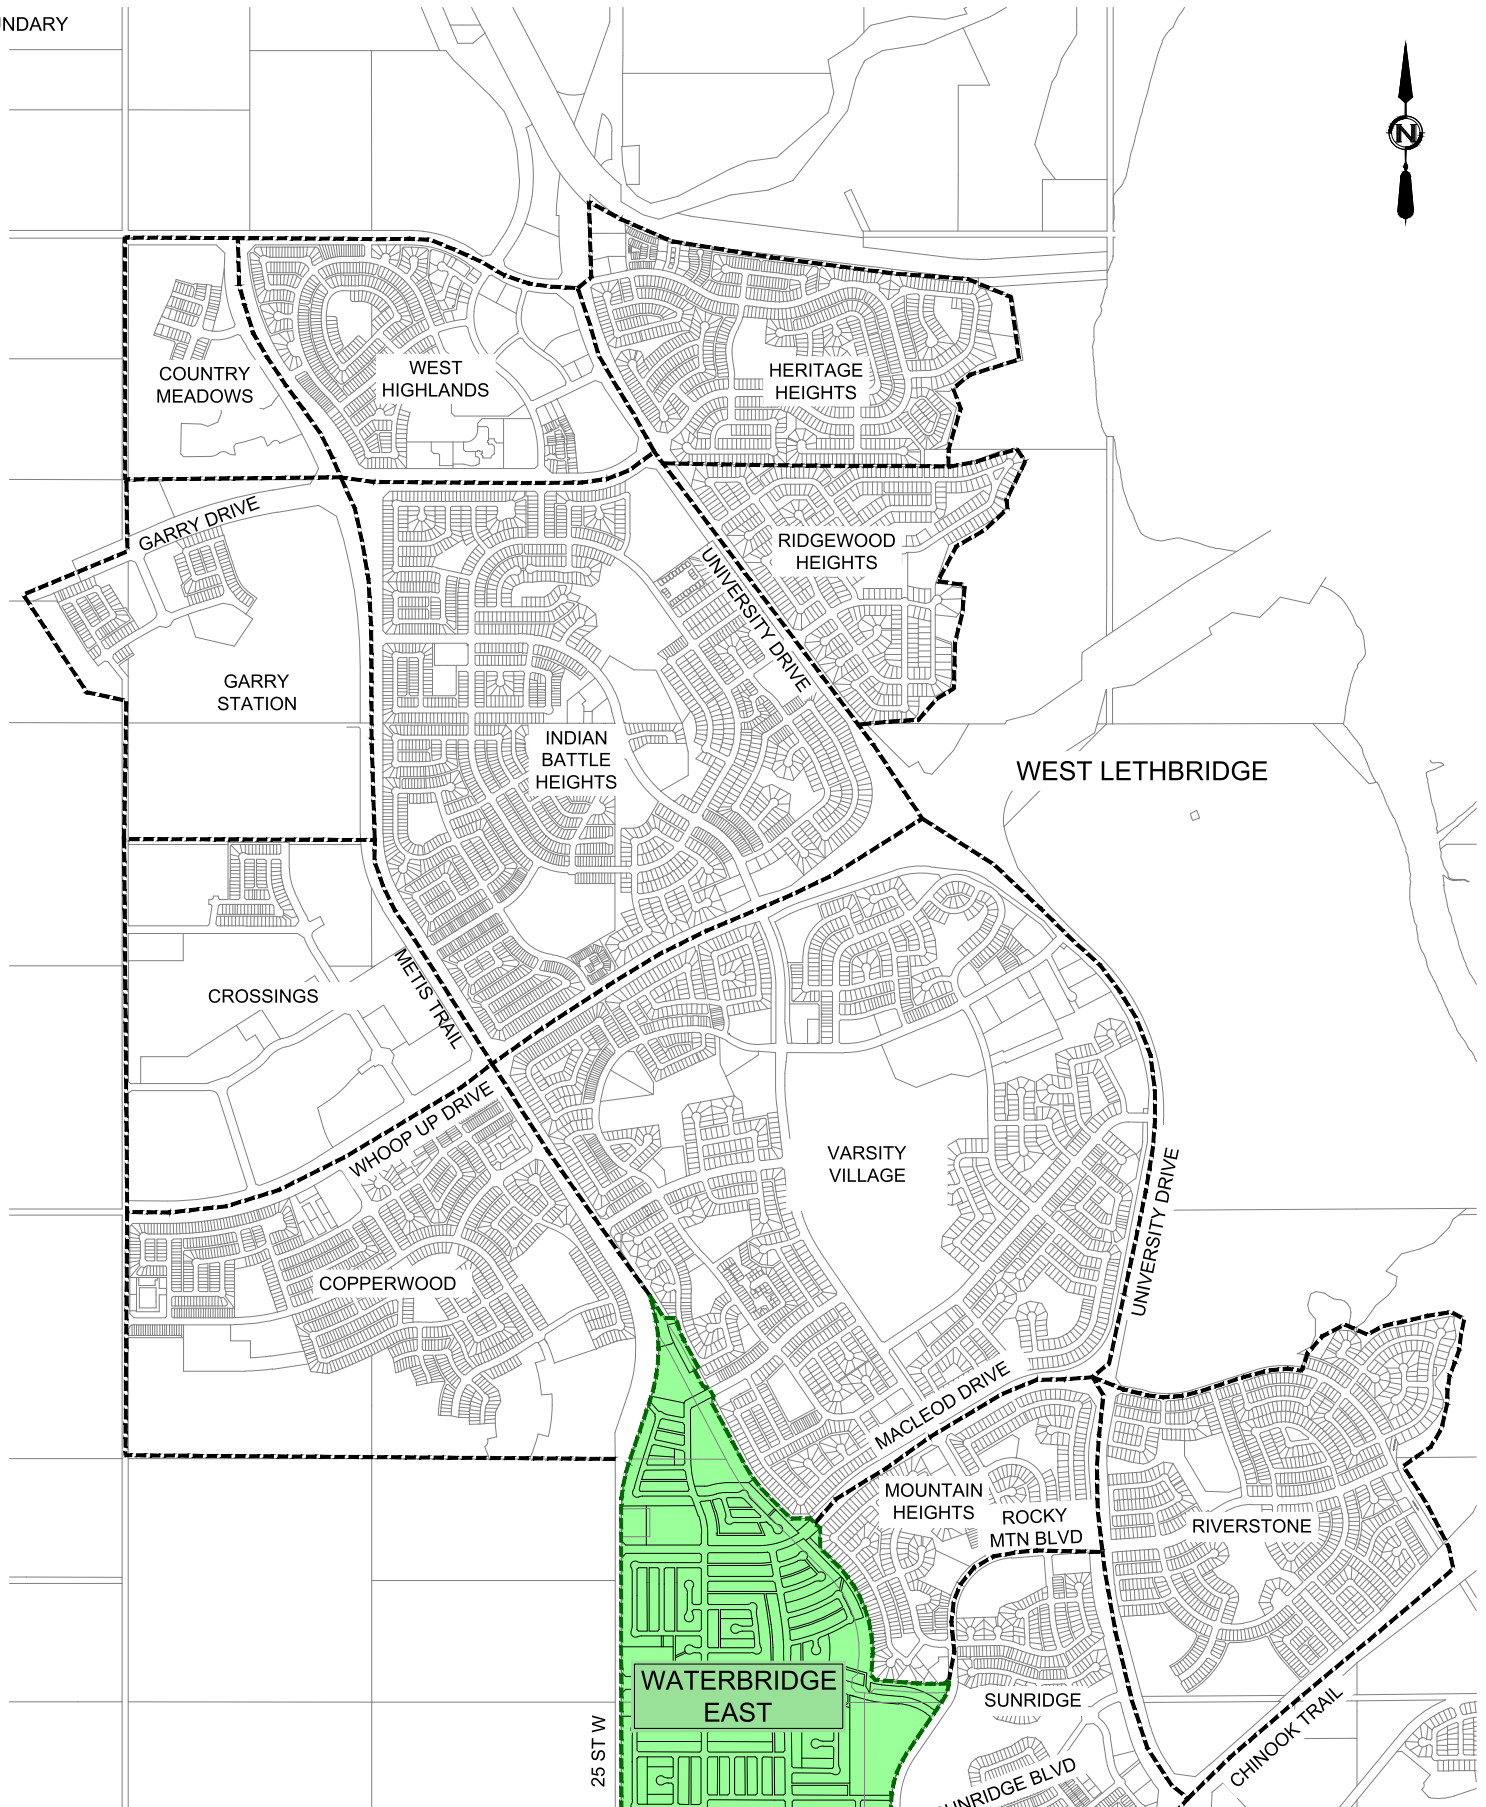 NDARY
N
COUNTRY
MEADOWS
WEST
HIGHLANDS
HERITAGE
HEIGHTS
GARRY DRIVE
RIDGEWOOD
HEIGHTS
UNIVERSITY DRIVE
GARRY
STATION
INDIAN
BATTLE
HEIGHTS
WEST LETHBRIDGE
CROSSINGS
METIS TRAIL
WHOOP UP DRIVE
VARSITY
VILLAGE
UNIVERSITY DRIVE
COPPERWOOD
MACLEOD DRIVE
MOUNTAIN
HEIGHTS
ROCKY
MTN BLVD
RIVERSTONE
WATERBRIDGE
EAST
SUNRIDGE
25 ST W
CHINOOK TRAIL
UNRIDGE BLVD